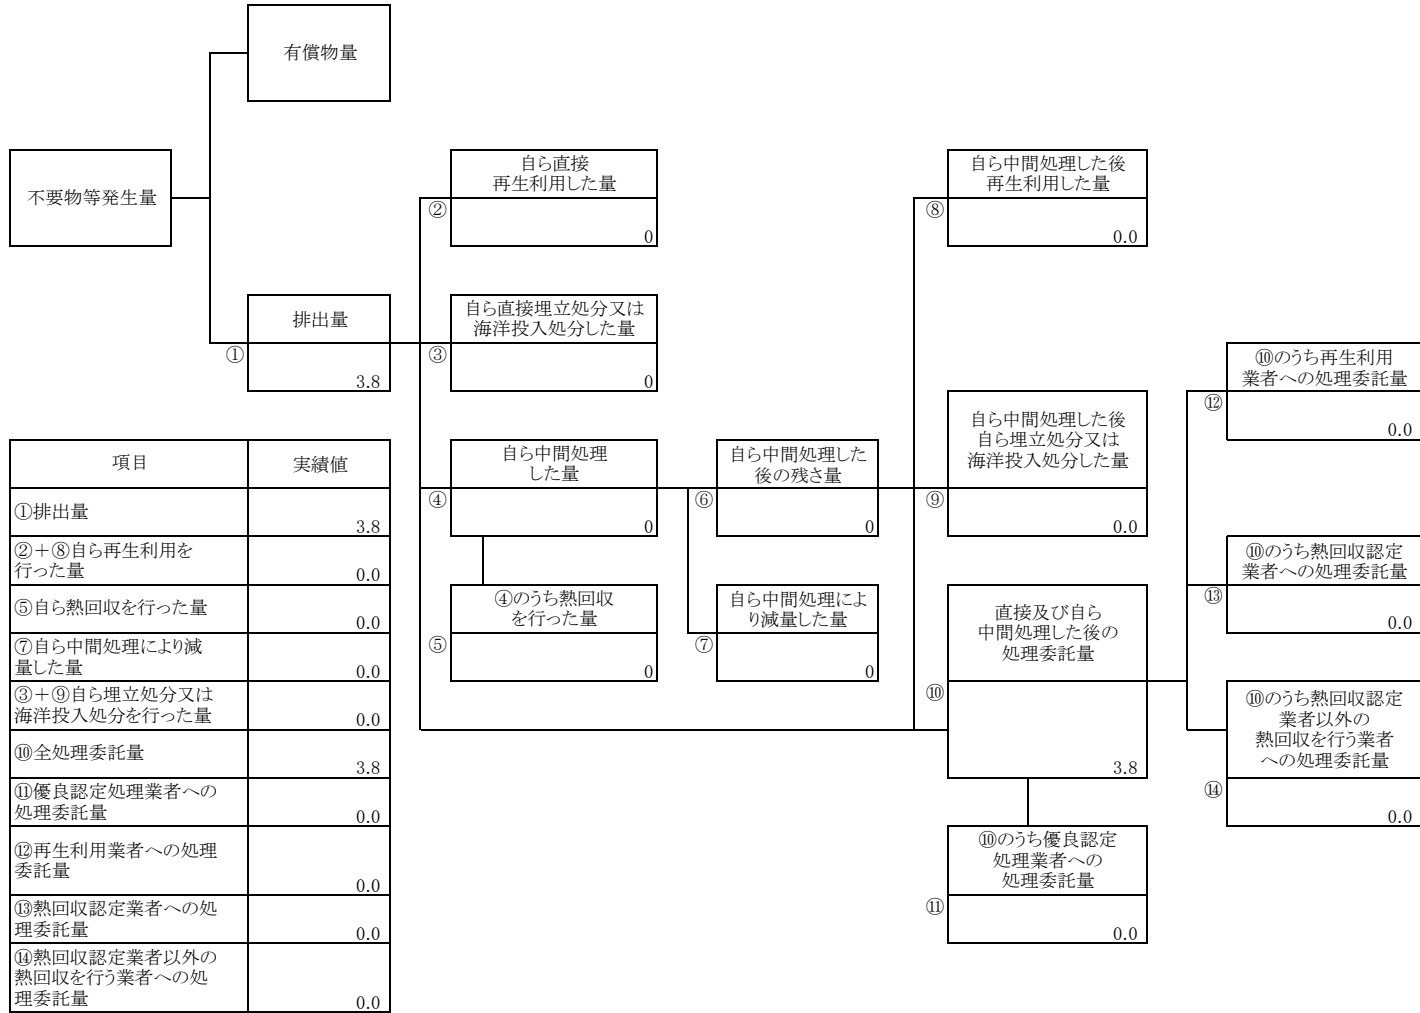 有償物量
不要物等発生量
自ら直接
再生利用した量
②
0
自ら中間処理した後
再生利用した量
⑧
0.0
排出量
①
3.8
自ら直接埋立処分又は
海洋投入処分した量
③
0
⑩のうち再生利用
業者への処理委託量
⑫
0.0
自ら中間処理
した量
④
0
自ら中間処理した
後の残さ量
⑥
0
自ら中間処理した後
自ら埋立処分又は
海洋投入処分した量
⑨
0.0
⑩のうち熱回収認定
業者への処理委託量
⑬
0.0
④のうち熱回収
を行った量
⑤
0
自ら中間処理によ
り減量した量
⑦
0
直接及び自ら
中間処理した後の
処理委託量
⑩
3.8
⑩のうち熱回収認定
業者以外の
熱回収を行う業者
への処理委託量
⑭
0.0
⑩のうち優良認定
処理業者への
処理委託量
⑪
0.0
項目 実績値
①排出量
3.8
②＋⑧自ら再生利用を
行った量
0.0
⑤自ら熱回収を行った量
0.0
⑦自ら中間処理により減
量した量
0.0
③＋⑨自ら埋立処分又は
海洋投入処分を行った量
0.0
⑩全処理委託量
3.8
⑪優良認定処理業者への
処理委託量
0.0
⑫再生利用業者への処理
委託量
0.0
⑬熱回収認定業者への処
理委託量
0.0
⑭熱回収認定業者以外の
熱回収を行う業者への処
理委託量
0.0